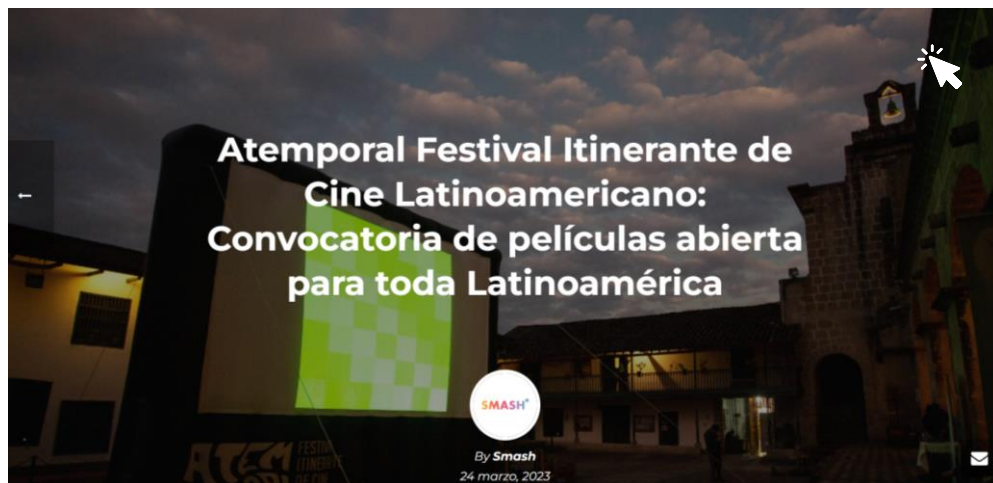 Atemporal Festival Itinerante de
Cine Latinoamericano:
Convocatoria de películas abierta
para toda Latinoamérica
SMASH
By Smash
24 marzo, 2023